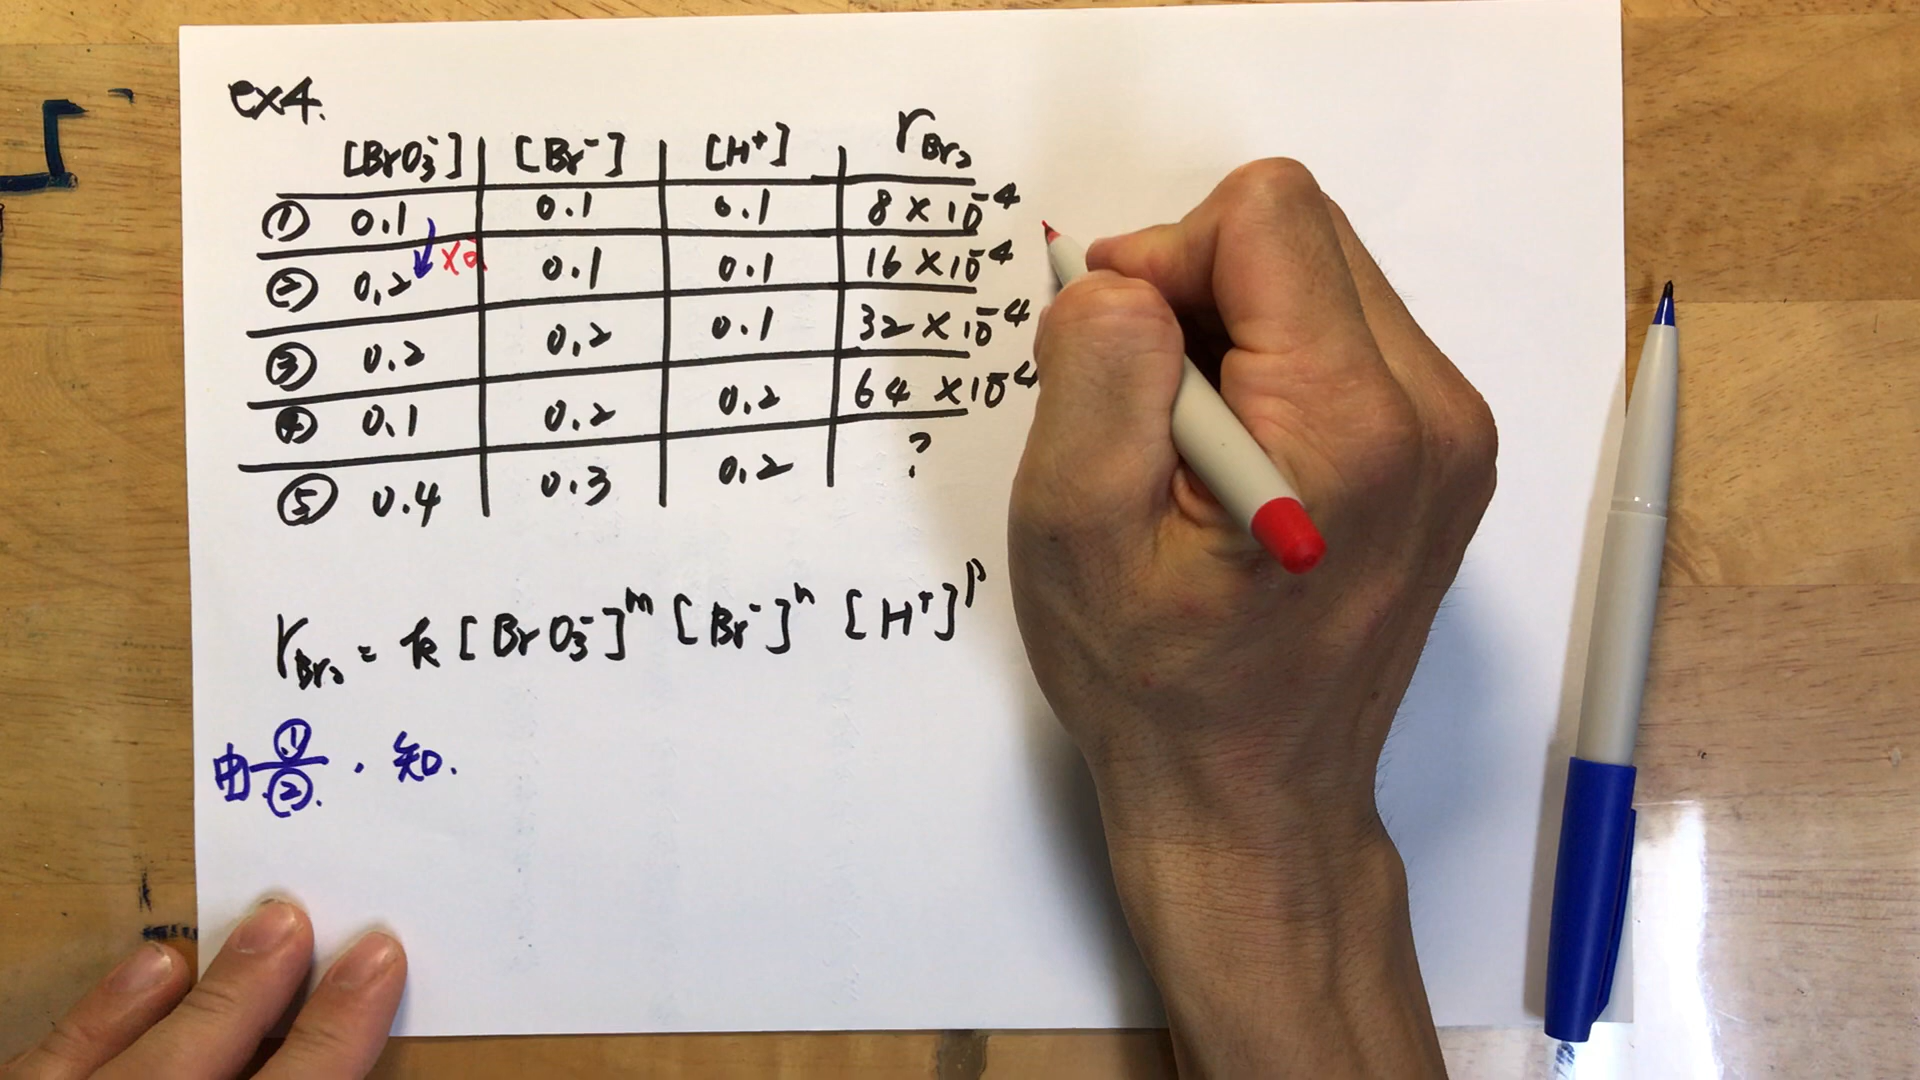 ex4.
[BrO₃⁻] [Br⁻] [H⁺] rBr₂
① 0.1 0.1 0.1 8 × 10⁻⁴
×2
② 0.2 0.1 0.1 16 × 10⁻⁴
③ 0.2 0.2 0.1 32 × 10⁻⁴
④ 0.1 0.2 0.2 64 × 10⁻⁴
⑤ 0.4 0.3 0.2 ?
rBr₂ = k [BrO₃⁻]ᵐ [Br⁻]ⁿ [H⁺]ᵖ
由 ①/② . 知.